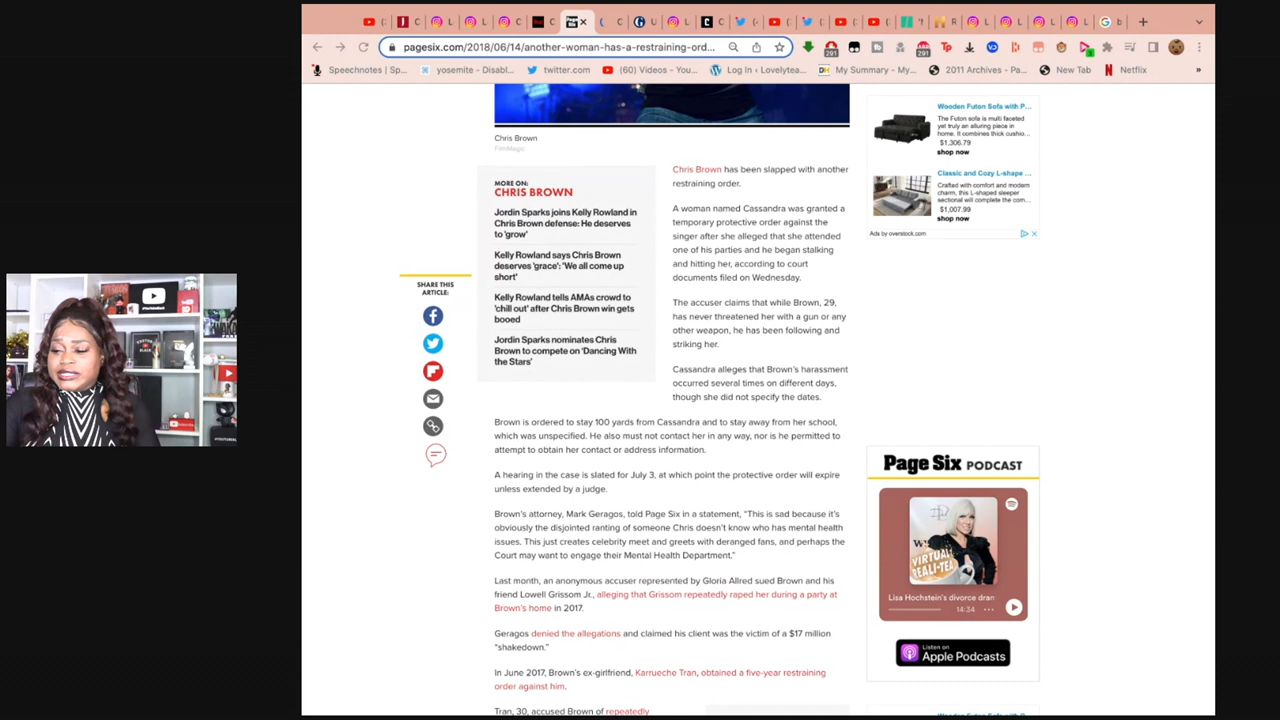 pagesix.com/2018/06/14/another-woman-has-a-restraining-ord...
Speechnotes | Sp...
yosemite - Disabl...
twitter.com
(60) Videos - You...
Log In ‹ Lovelytea...
My Summary - My...
2011 Archives - Pa...
New Tab
Netflix
»
Chris Brown
FilmMagic
MORE ON:
CHRIS BROWN
Jordin Sparks joins Kelly Rowland in
Chris Brown defense: He deserves
to 'grow'
Kelly Rowland says Chris Brown
deserves 'grace': 'We all come up
short'
Kelly Rowland tells AMAs crowd to
'chill out' after Chris Brown win gets
booed
Jordin Sparks nominates Chris
Brown to compete on 'Dancing With
the Stars'
SHARE THIS
ARTICLE:
Chris Brown has been slapped with another
restraining order.
A woman named Cassandra was granted a
temporary protective order against the
singer after she alleged that she attended
one of his parties and he began stalking
and hitting her, according to court
documents filed on Wednesday.
The accuser claims that while Brown, 29,
has never threatened her with a gun or any
other weapon, he has been following and
striking her.
Cassandra alleges that Brown's harassment
occurred several times on different days,
though she did not specify the dates.
Brown is ordered to stay 100 yards from Cassandra and to stay away from her school,
which was unspecified. He also must not contact her in any way, nor is he permitted to
attempt to obtain her contact or address information.
A hearing in the case is slated for July 3, at which point the protective order will expire
unless extended by a judge.
Brown's attorney, Mark Geragos, told Page Six in a statement, "This is sad because it's
obviously the disjointed ranting of someone Chris doesn't know who has mental health
issues. This just creates celebrity meet and greets with deranged fans, and perhaps the
Court may want to engage their Mental Health Department."
Last month, an anonymous accuser represented by Gloria Allred sued Brown and his
friend Lowell Grissom Jr., alleging that Grissom repeatedly raped her during a party at
Brown's home in 2017.
Geragos denied the allegations and claimed his client was the victim of a $17 million
"shakedown."
In June 2017, Brown's ex-girlfriend, Karrueche Tran, obtained a five-year restraining
order against him.
Tran, 30, accused Brown of repeatedly
Wooden Futon Sofa with P...
The Futon sofa is multi faceted
yet truly an alluring piece in
home. It combines thick cushio...
$1,306.79
shop now
Classic and Cozy L-shape ...
Crafted with comfort and modern
charm, this L-shaped sleeper
sectional will complete the com...
$1,007.99
shop now
Ads by overstock.com
Page Six PODCAST
VIRTUAL
REALI-TEA
Lisa Hochstein's divorce dran
14:34
Listen on
Apple Podcasts